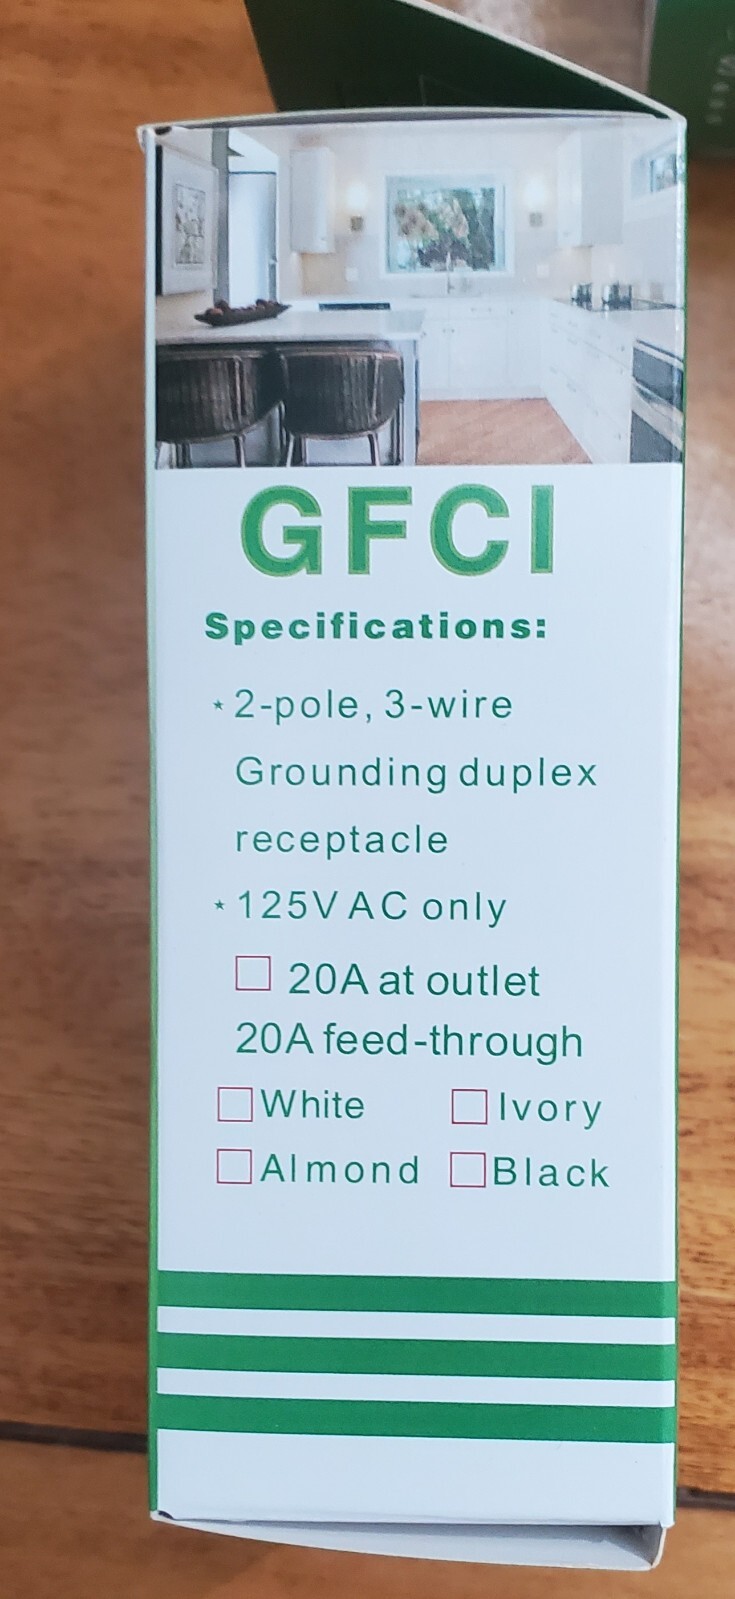 GFCI
Specifications:
* 2-pole, 3-wire
Grounding duplex
receptacle
* 125V AC only
☐ 20A at outlet
20A feed-through
☐ White ☐ Ivory
☐ Almond ☐ Black